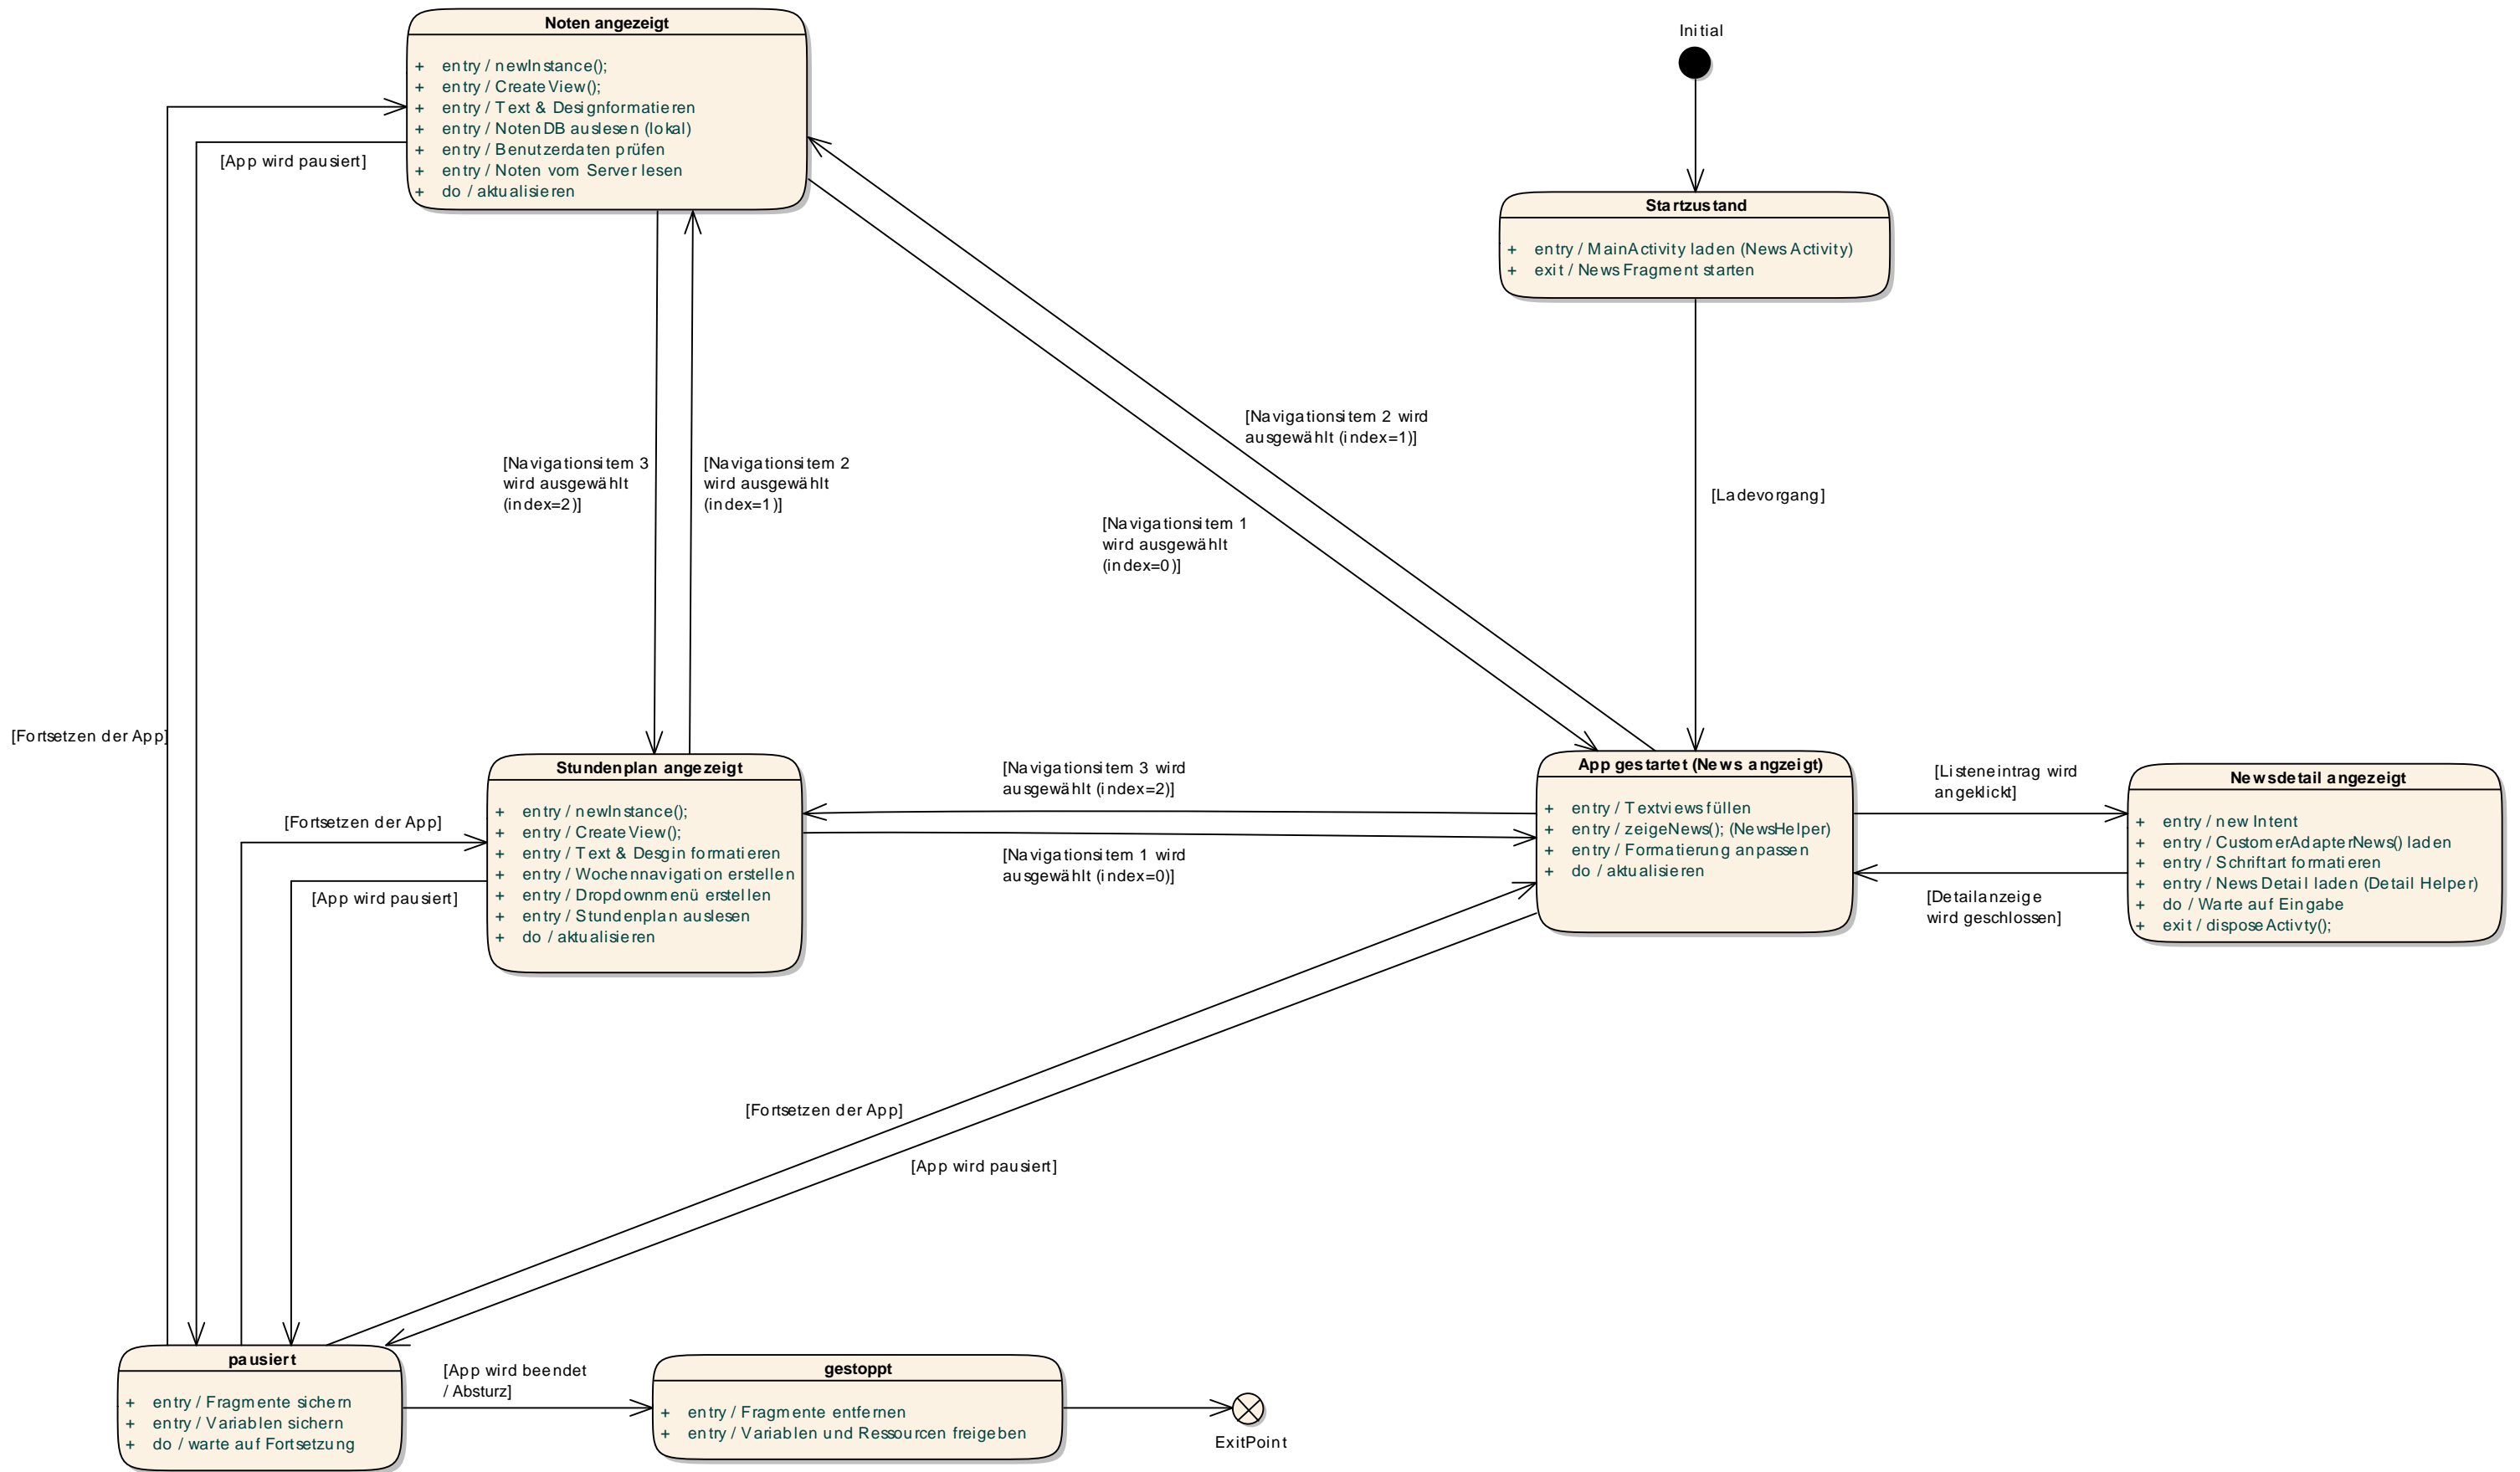 Noten angezeigt
+ entry / newInstance();
+ entry / CreateView();
+ entry / Text & Designformatieren
+ entry / NotenDB auslesen (lokal)
+ entry / Benutzerdaten prüfen
+ entry / Noten vom Server lesen
+ do / aktualisieren
Initial
Startzustand
+ entry / MainActivity laden (News Activity)
+ exit / News Fragment starten
[App wird pausiert]
[Navigationsitem 2 wird
ausgewählt (index=1)]
[Navigationsitem 3
wird ausgewählt
(index=2)]
[Navigationsitem 2
wird ausgewählt
(index=1)]
[Ladevorgang]
[Navigationsitem 1
wird ausgewählt
(index=0)]
[Fortsetzen der App]
Stundenplan angezeigt
+ entry / newInstance();
+ entry / CreateView();
+ entry / Text & Desgin formatieren
+ entry / Wochennavigation erstellen
+ entry / Dropdownmenü erstellen
+ entry / Stundenplan auslesen
+ do / aktualisieren
[Navigationsitem 3 wird
ausgewählt (index=2)]
[Navigationsitem 1 wird
ausgewählt (index=0)]
App gestartet (News angzeigt)
+ entry / Textviews füllen
+ entry / zeigeNews(); (NewsHelper)
+ entry / Formatierung anpassen
+ do / aktualisieren
[Listeneintrag wird
angeklickt]
[Detailanzeige
wird geschlossen]
Newsdetail angezeigt
+ entry / new Intent
+ entry / CustomerAdapterNews() laden
+ entry / Schriftart formatieren
+ entry / News Detail laden (Detail Helper)
+ do / Warte auf Eingabe
+ exit / disposeActivty();
[Fortsetzen der App]
[App wird pausiert]
[Fortsetzen der App]
[App wird pausiert]
pausiert
+ entry / Fragmente sichern
+ entry / Variablen sichern
+ do / warte auf Fortsetzung
[App wird beendet
/ Absturz]
gestoppt
+ entry / Fragmente entfernen
+ entry / Variablen und Ressourcen freigeben
ExitPoint